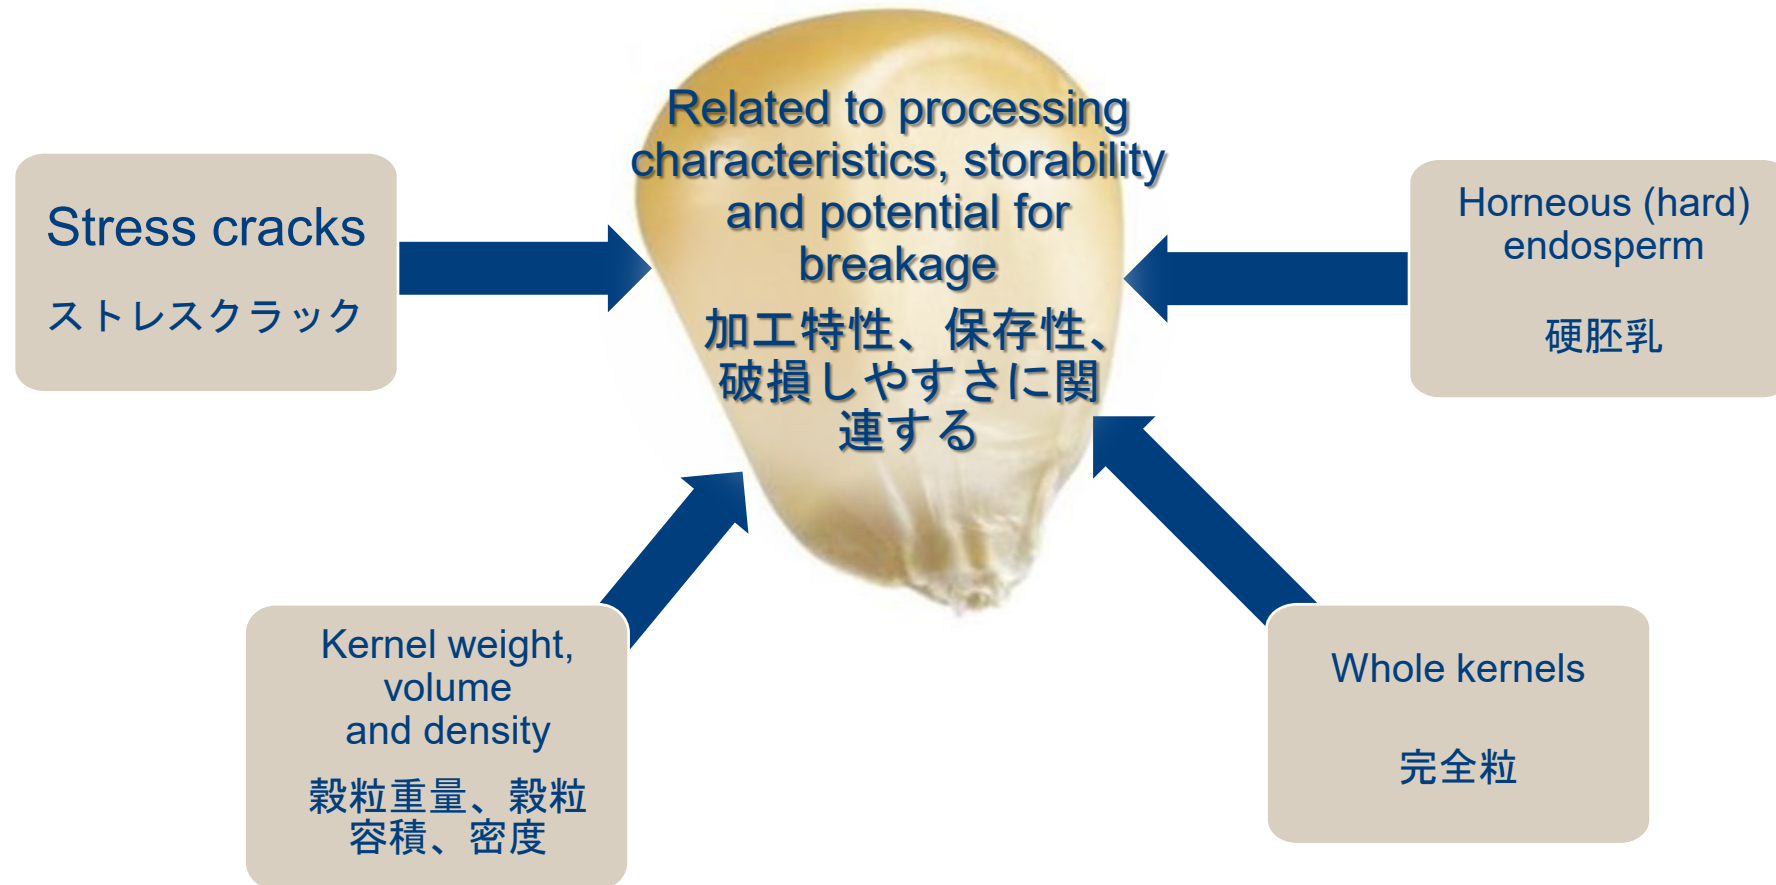 Related to processing
characteristics, storability
and potential for
breakage
加工特性、保存性、
破損しやすさに関
連する
Stress cracks
ストレスクラック
Horneous (hard)
endosperm
硬胚乳
Kernel weight,
volume
and density
穀粒重量、穀粒
容積、密度
Whole kernels
完全粒